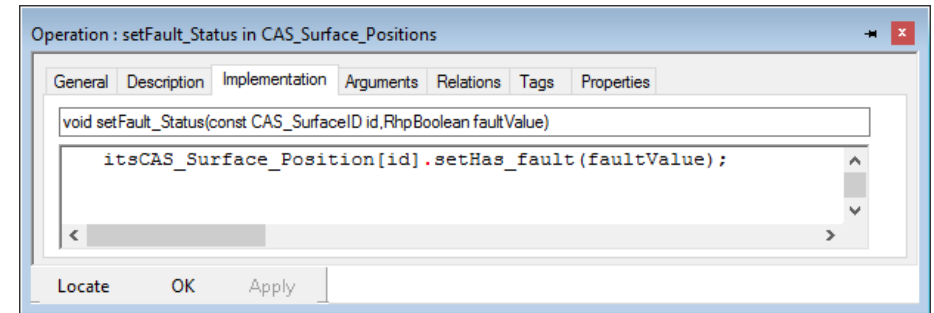 Operation : setFault_Status in CAS_Surface_Positions
General Description Implementation Arguments Relations Tags Properties
void setFault_Status(const CAS_SurfaceID id,RhpBoolean faultValue)
itsCAS_Surface_Position[id].setHas_fault(faultValue);
Locate OK Apply